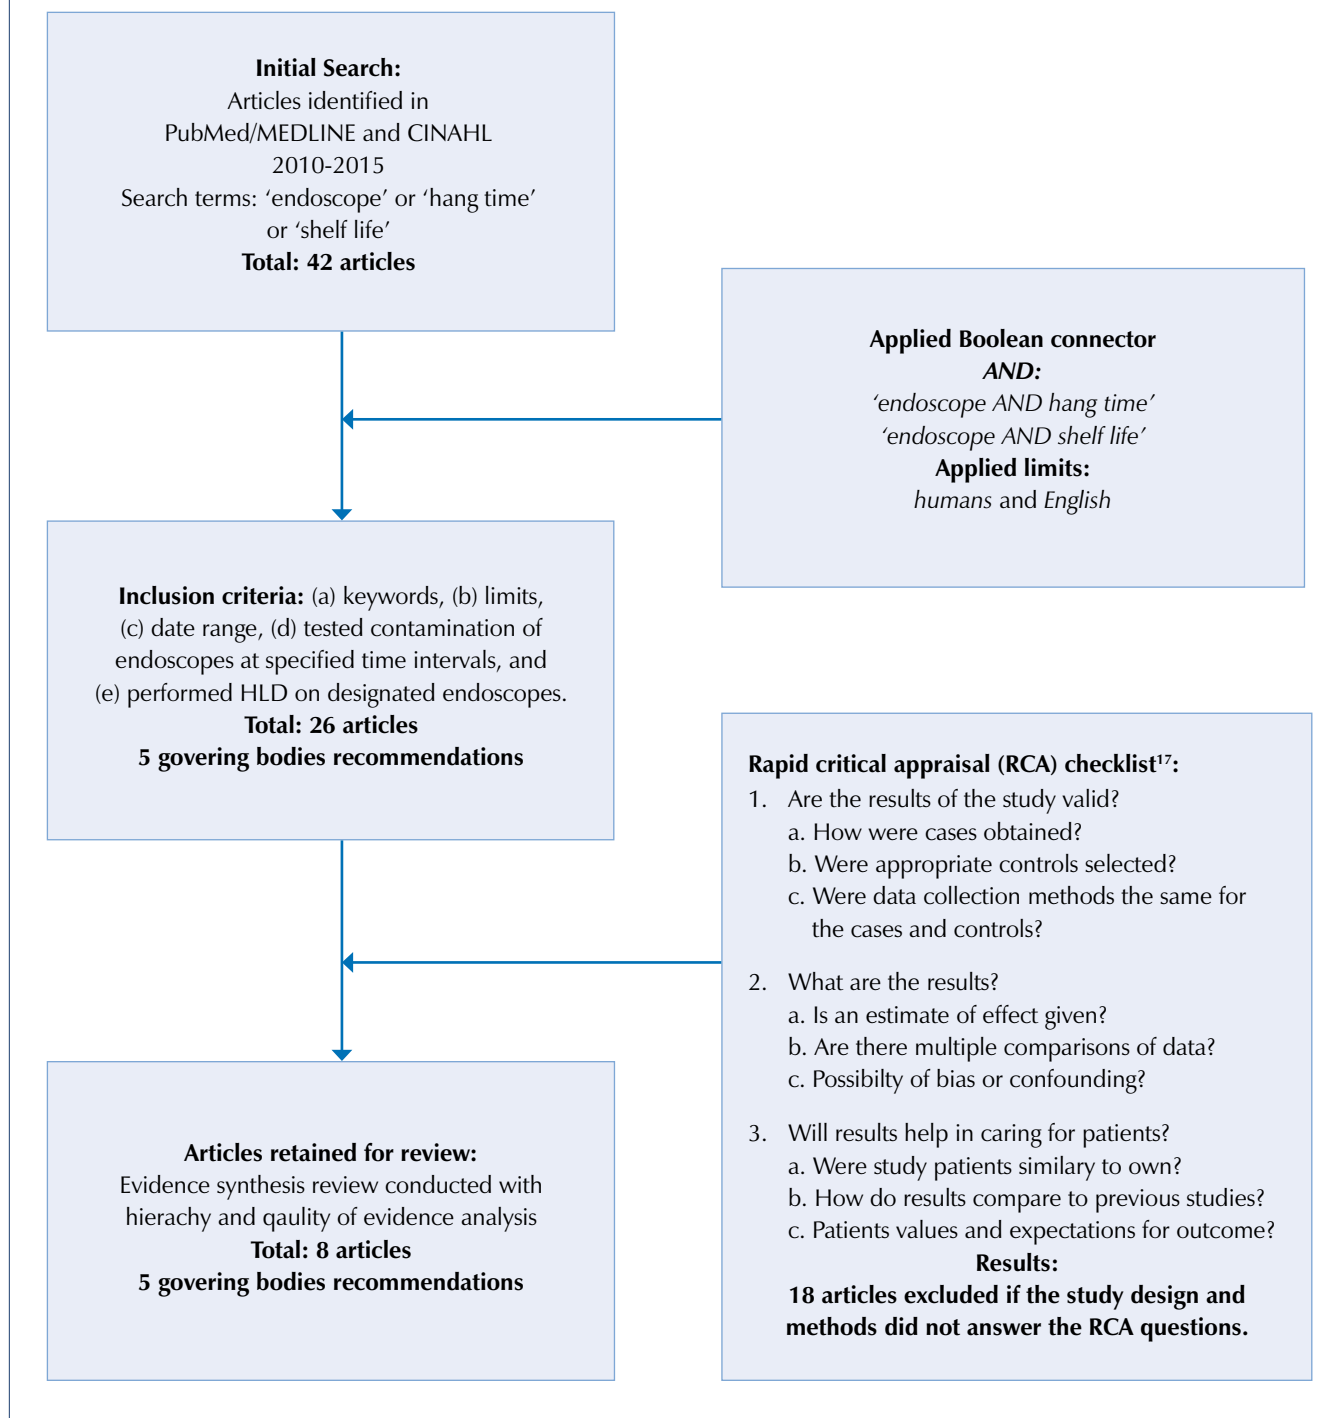 Initial Search:
Articles identified in
PubMed/MEDLINE and CINAHL
2010-2015
Search terms: ‘endoscope’ or ‘hang time’
or ‘shelf life’
Total: 42 articles
Applied Boolean connector
AND:
‘endoscope AND hang time’
‘endoscope AND shelf life’
Applied limits:
humans and English
Inclusion criteria: (a) keywords, (b) limits,
(c) date range, (d) tested contamination of
endoscopes at specified time intervals, and
(e) performed HLD on designated endoscopes.
Total: 26 articles
5 govering bodies recommendations
Rapid critical appraisal (RCA) checklist¹⁷:
1. Are the results of the study valid?
a. How were cases obtained?
b. Were appropriate controls selected?
c. Were data collection methods the same for
the cases and controls?
2. What are the results?
a. Is an estimate of effect given?
b. Are there multiple comparisons of data?
c. Possibilty of bias or confounding?
3. Will results help in caring for patients?
a. Were study patients similary to own?
b. How do results compare to previous studies?
c. Patients values and expectations for outcome?
Results:
18 articles excluded if the study design and
methods did not answer the RCA questions.
Articles retained for review:
Evidence synthesis review conducted with
hierachy and qaulity of evidence analysis
Total: 8 articles
5 governing bodies recommendations